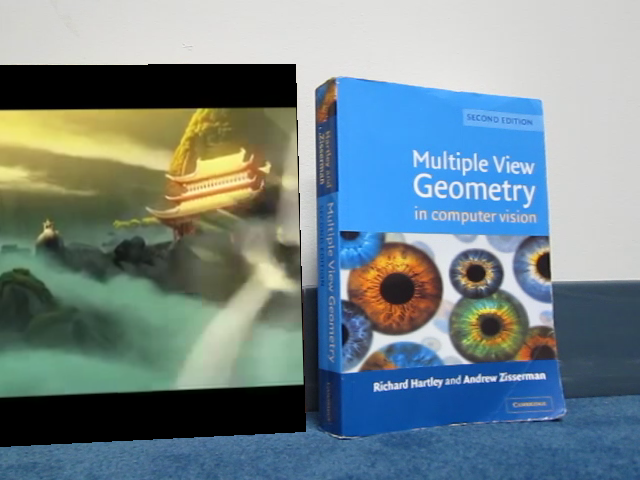 SECOND EDITION
Multiple View
Geometry
in computer vision
Richard Hartley and Andrew Zisserman
CAMBRIDGE
Hartley and
Zisserman
Multiple View Geometry